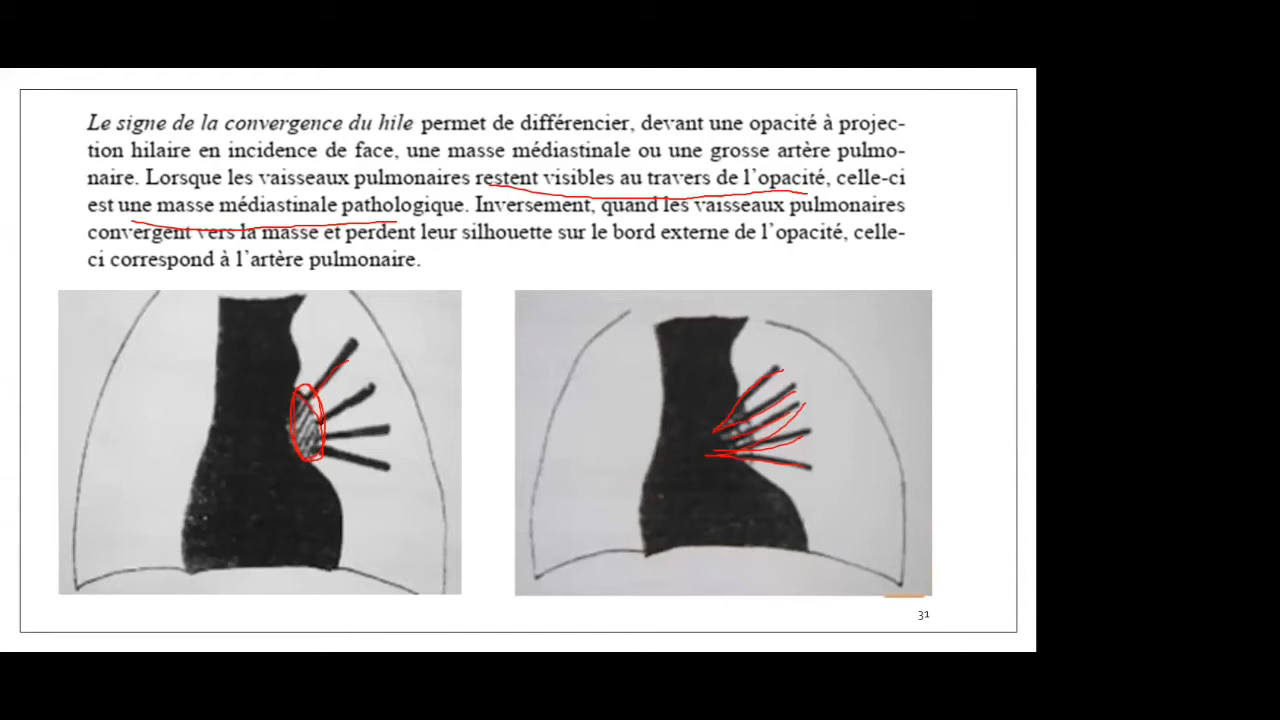 Le signe de la convergence du hile permet de différencier, devant une opacité à projec-
tion hilaire en incidence de face, une masse médiastinale ou une grosse artère pulmo-
naire. Lorsque les vaisseaux pulmonaires restent visibles au travers de l'opacité, celle-ci
est une masse médiastinale pathologique. Inversement, quand les vaisseaux pulmonaires
convergent vers la masse et perdent leur silhouette sur le bord externe de l'opacité, celle-
ci correspond à l'artère pulmonaire.
31